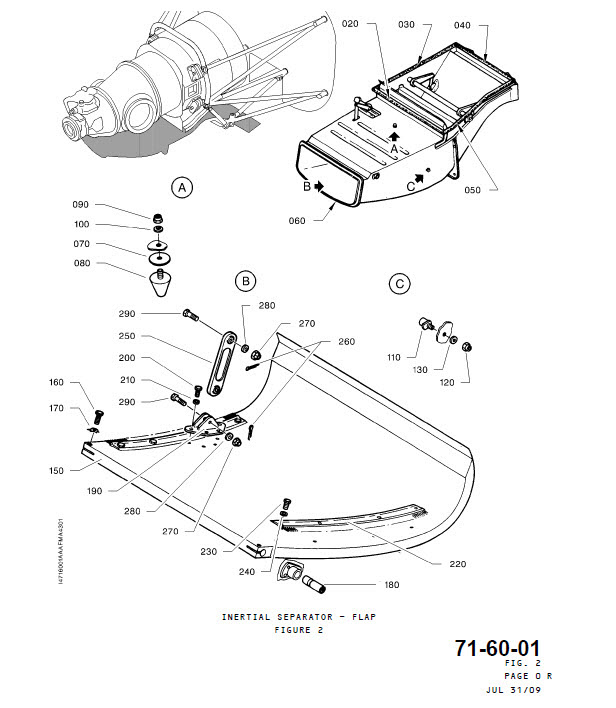 020
030
040
A
B
C
050
060
A
090
100
070
080
B
C
290
280
270
250
260
200
110
130
120
160
210
290
170
150
190
280
270
230
240
220
180
I471B001AAAFMA4301
INERTIAL SEPARATOR - FLAP
FIGURE 2
71-60-01
FIG. 2
PAGE 0 R
JUL 31/09